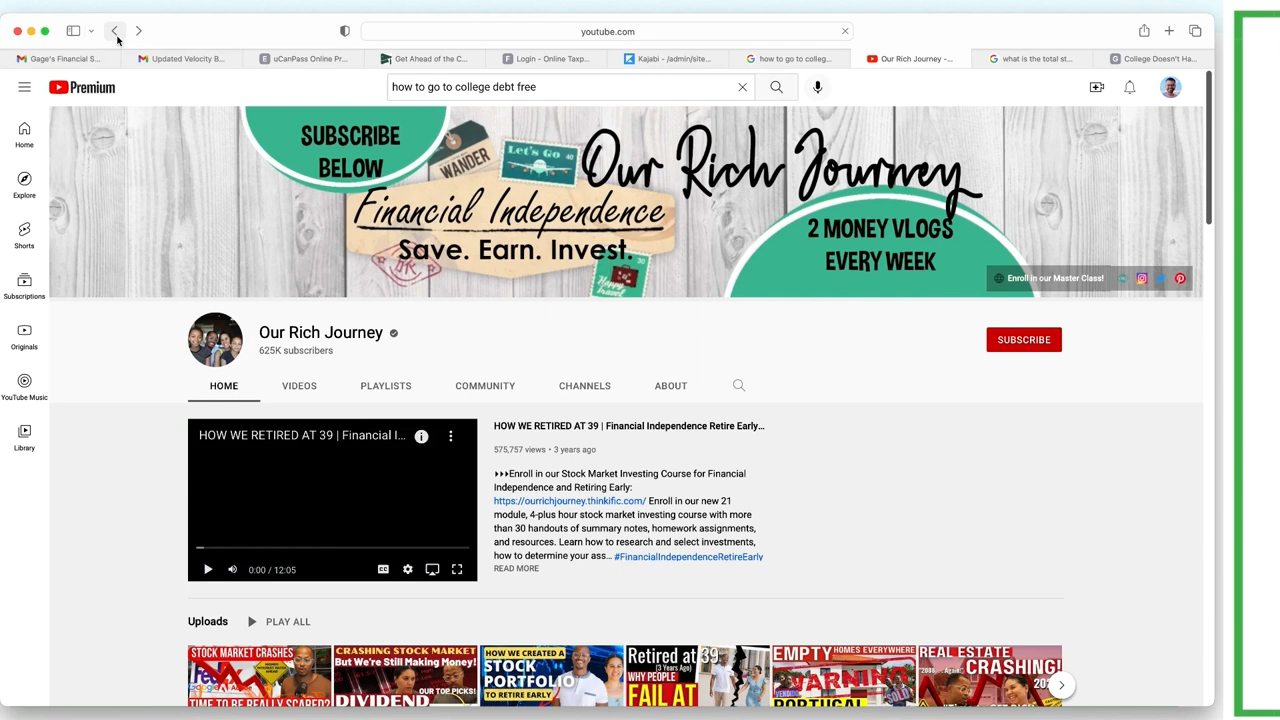 youtube.com
Gage's Financial S...
Updated Velocity B...
uCanPass Online Pr...
Get Ahead of the C...
Login - Online Taxp...
Kajabi - /admin/site...
how to go to colleg...
Our Rich Journey -...
what is the total st...
College Doesn't Ha...
Premium
how to go to college debt free
Home
Explore
Shorts
Subscriptions
Originals
YouTube Music
Library
SUBSCRIBE
BELOW
WANDER
Let's Go
Our Rich Journey
Financial Independence
Save. Earn. Invest.
2 MONEY VLOGS
EVERY WEEK
Enroll in our Master Class!
Our Rich Journey
625K subscribers
SUBSCRIBE
HOME
VIDEOS
PLAYLISTS
COMMUNITY
CHANNELS
ABOUT
HOW WE RETIRED AT 39 | Financial I...
0:00 / 12:05
HOW WE RETIRED AT 39 | Financial Independence Retire Early...
575,757 views • 3 years ago
▸▸▸Enroll in our Stock Market Investing Course for Financial
Independence and Retiring Early:
https://ourrichjourney.thinkific.com/ Enroll in our new 21
module, 4-plus hour stock market investing course with more
than 30 handouts of summary notes, homework assignments,
and resources. Learn how to research and select investments,
how to determine your ass... #FinancialIndependenceRetireEarly
READ MORE
Uploads
PLAY ALL
STOCK MARKET CRASHES
TIME TO BE REALLY SCARED?
CRASHING STOCK MARKET
But We're Still Making Money!
OUR TOP PICKS!
DIVIDEND
HOW WE CREATED A
STOCK
PORTFOLIO
TO RETIRE EARLY
Retired at 39
(3 Years Ago)
WHY PEOPLE
FAIL AT
EMPTY HOMES EVERYWHERE
WARNING
PORTUGAL
REAL ESTATE
CRASHING!